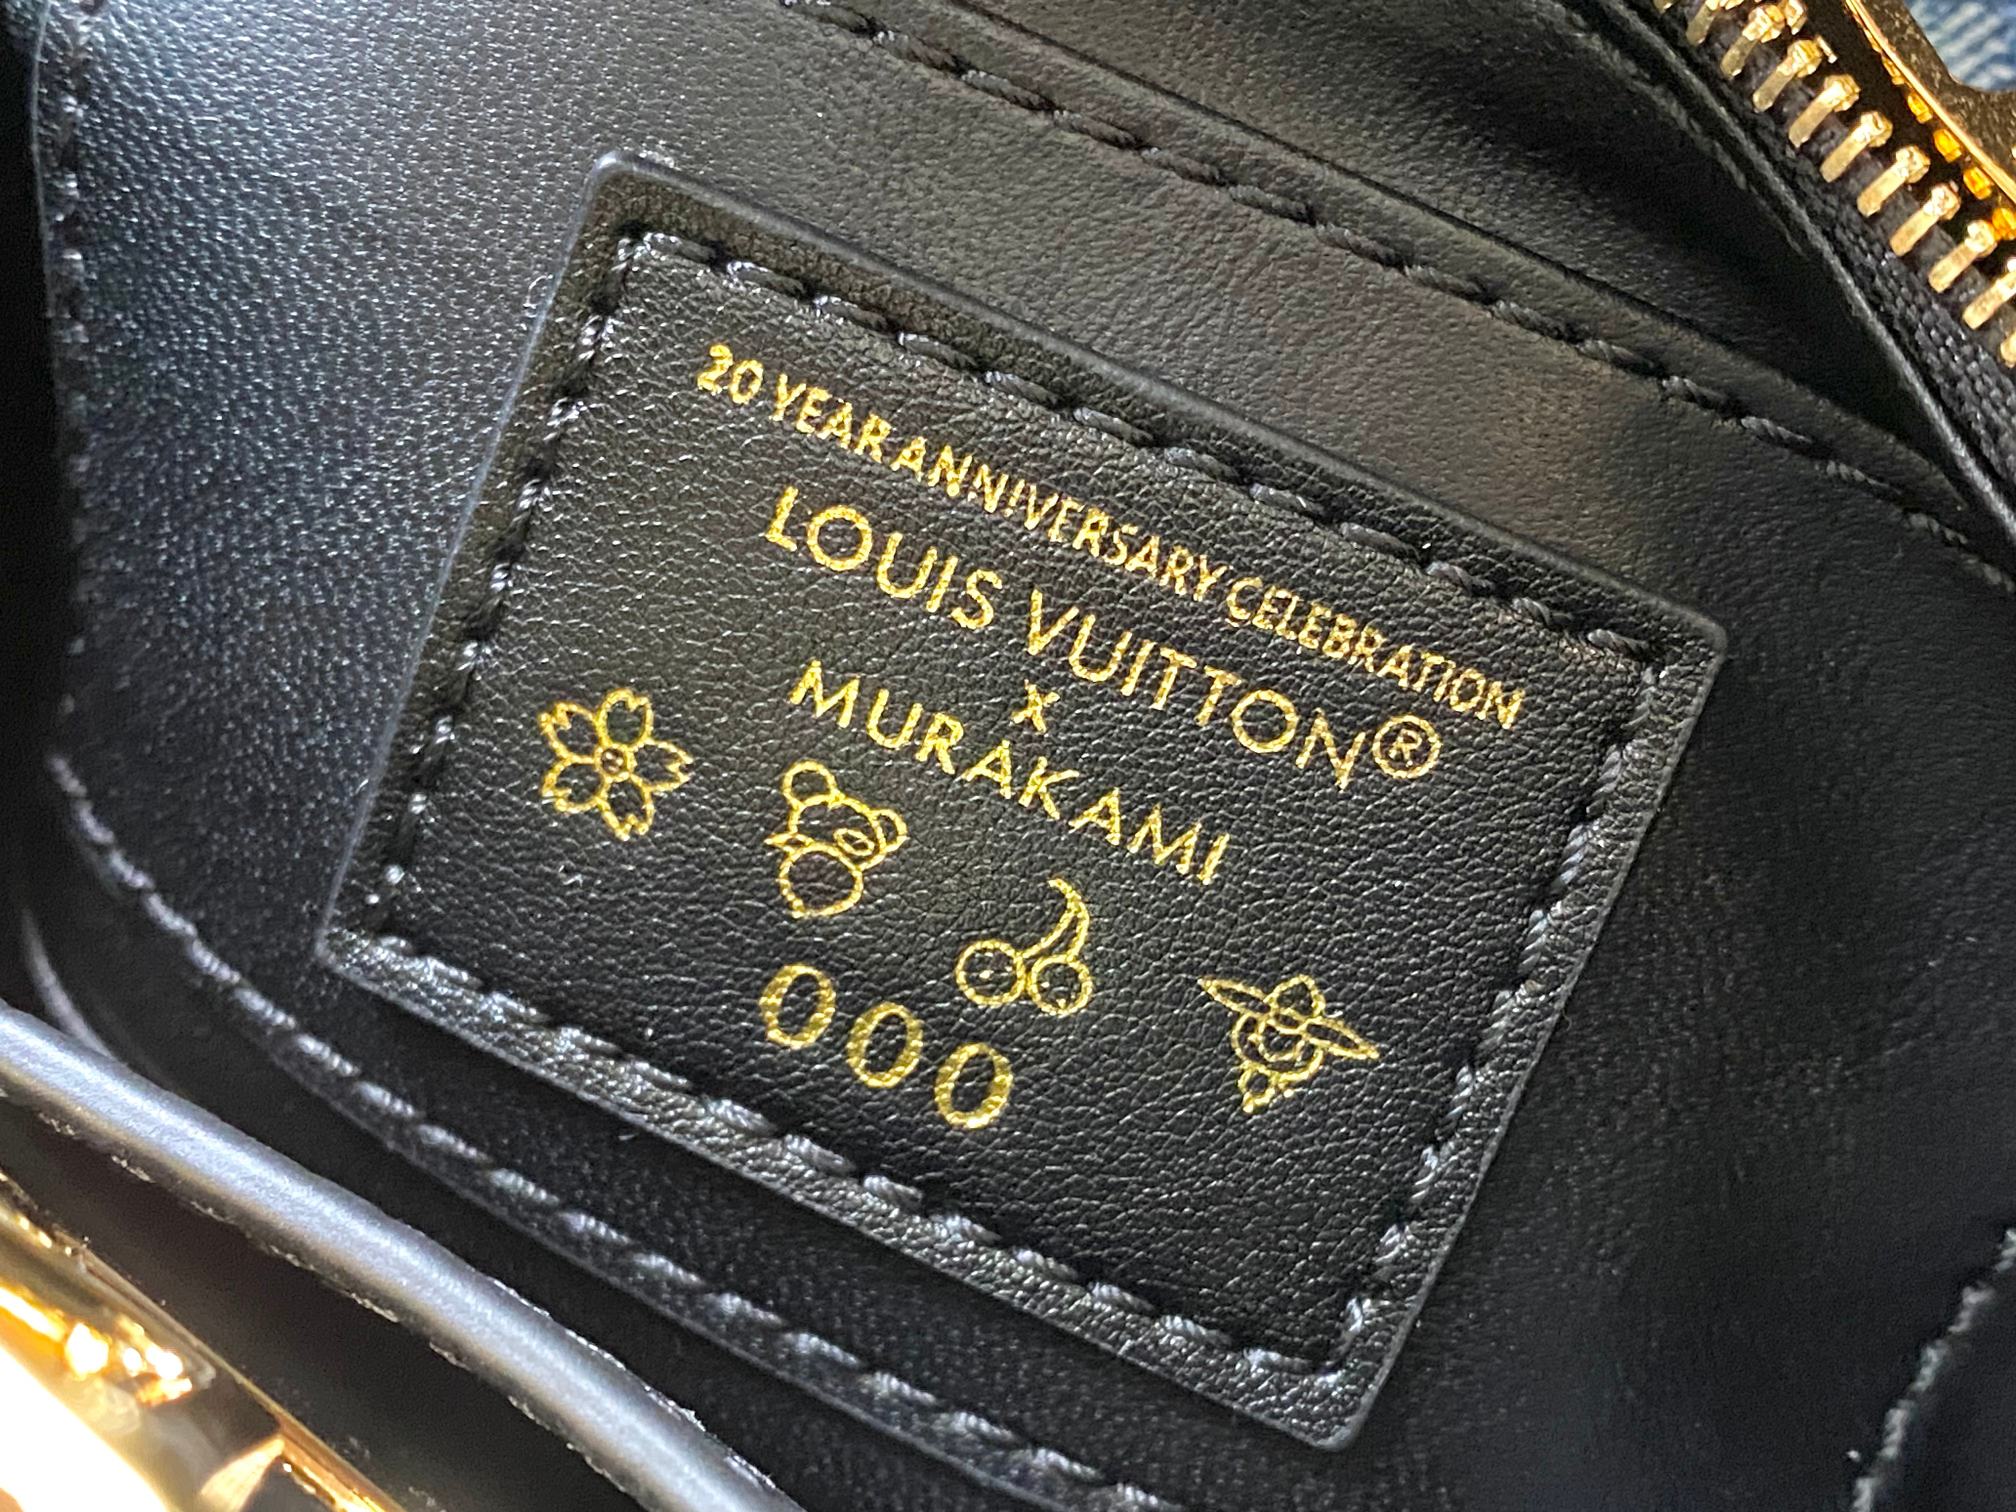 20 YEAR ANNIVERSARY CELEBRATION
LOUIS VUITTON®
x
MURAKAMI
000